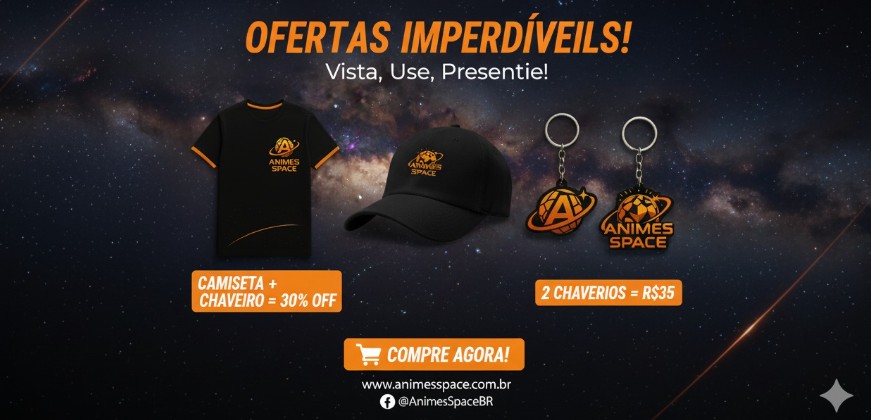 OFERTAS IMPERDÍVEILS!
Vista, Use, Presentie!
ANIMES
SPACE
ANIMES
SPACE
A
ANIMES
SPACE
CAMISETA +
CHAVEIRO = 30% OFF
2 CHAVERIOS = R$35
COMPRE AGORA!
www.animesspace.com.br
@AnimesSpaceBR